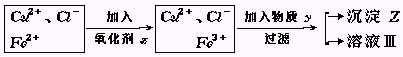 Cu²⁺、Cl⁻
Fe²⁺
加入
氧化剂 x
Cu²⁺、Cl⁻
Fe³⁺
加入物质 y
过滤
沉淀 Z
溶液Ⅲ